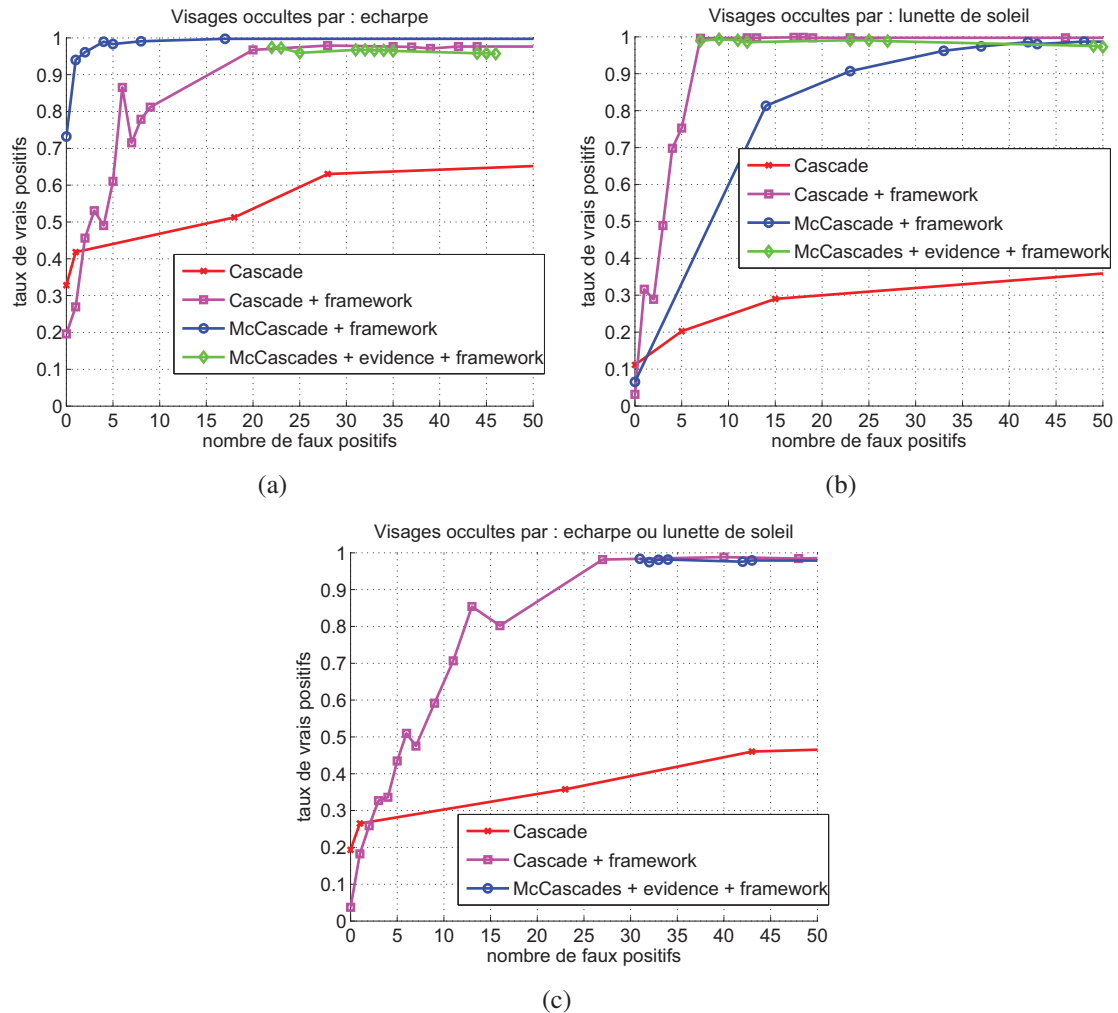 Visages occultes par : echarpe
1
0.9
0.8
0.7
0.6
0.5
0.4
0.3
0.2
0.1
0
taux de vrais positifs
Cascade
Cascade + framework
McCascade + framework
McCascades + evidence + framework
0 5 10 15 20 25 30 35 40 45 50
nombre de faux positifs
(a)
Visages occultes par : lunette de soleil
1
0.9
0.8
0.7
0.6
0.5
0.4
0.3
0.2
0.1
0
taux de vrais positifs
Cascade
Cascade + framework
McCascade + framework
McCascades + evidence + framework
0 5 10 15 20 25 30 35 40 45 50
nombre de faux positifs
(b)
Visages occultes par : echarpe ou lunette de soleil
1
0.9
0.8
0.7
0.6
0.5
0.4
0.3
0.2
0.1
0
taux de vrais positifs
Cascade
Cascade + framework
McCascades + evidence + framework
0 5 10 15 20 25 30 35 40 45 50
nombre de faux positifs
(c)